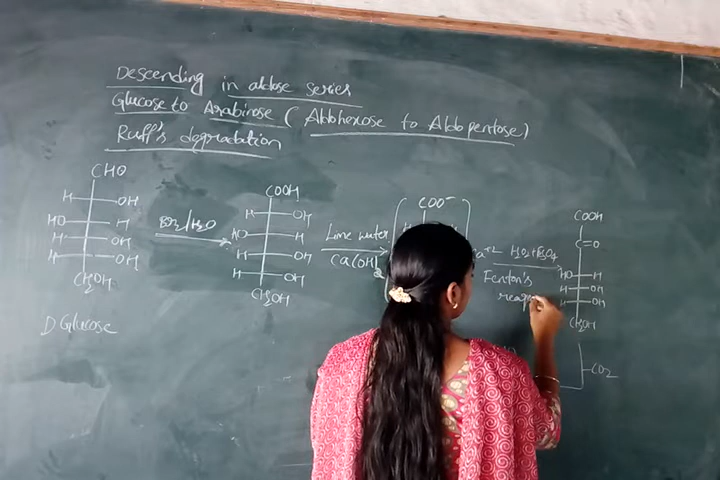 Descending in aldose series
Glucose to Arabinose ( Aldohexose to Aldopentose)
Ruff's degradation
CHO
H OH
HO H
H OH
H OH
CH2OH
D Glucose
Br2/H2O
COOH
H OH
HO H
H OH
H OH
CH2OH
Lime water
Ca(OH)2
COO-
H2O2+FeSO4
Fenton's
COOH
C=O
HO H
H OH
H OH
CH2OH
CO2